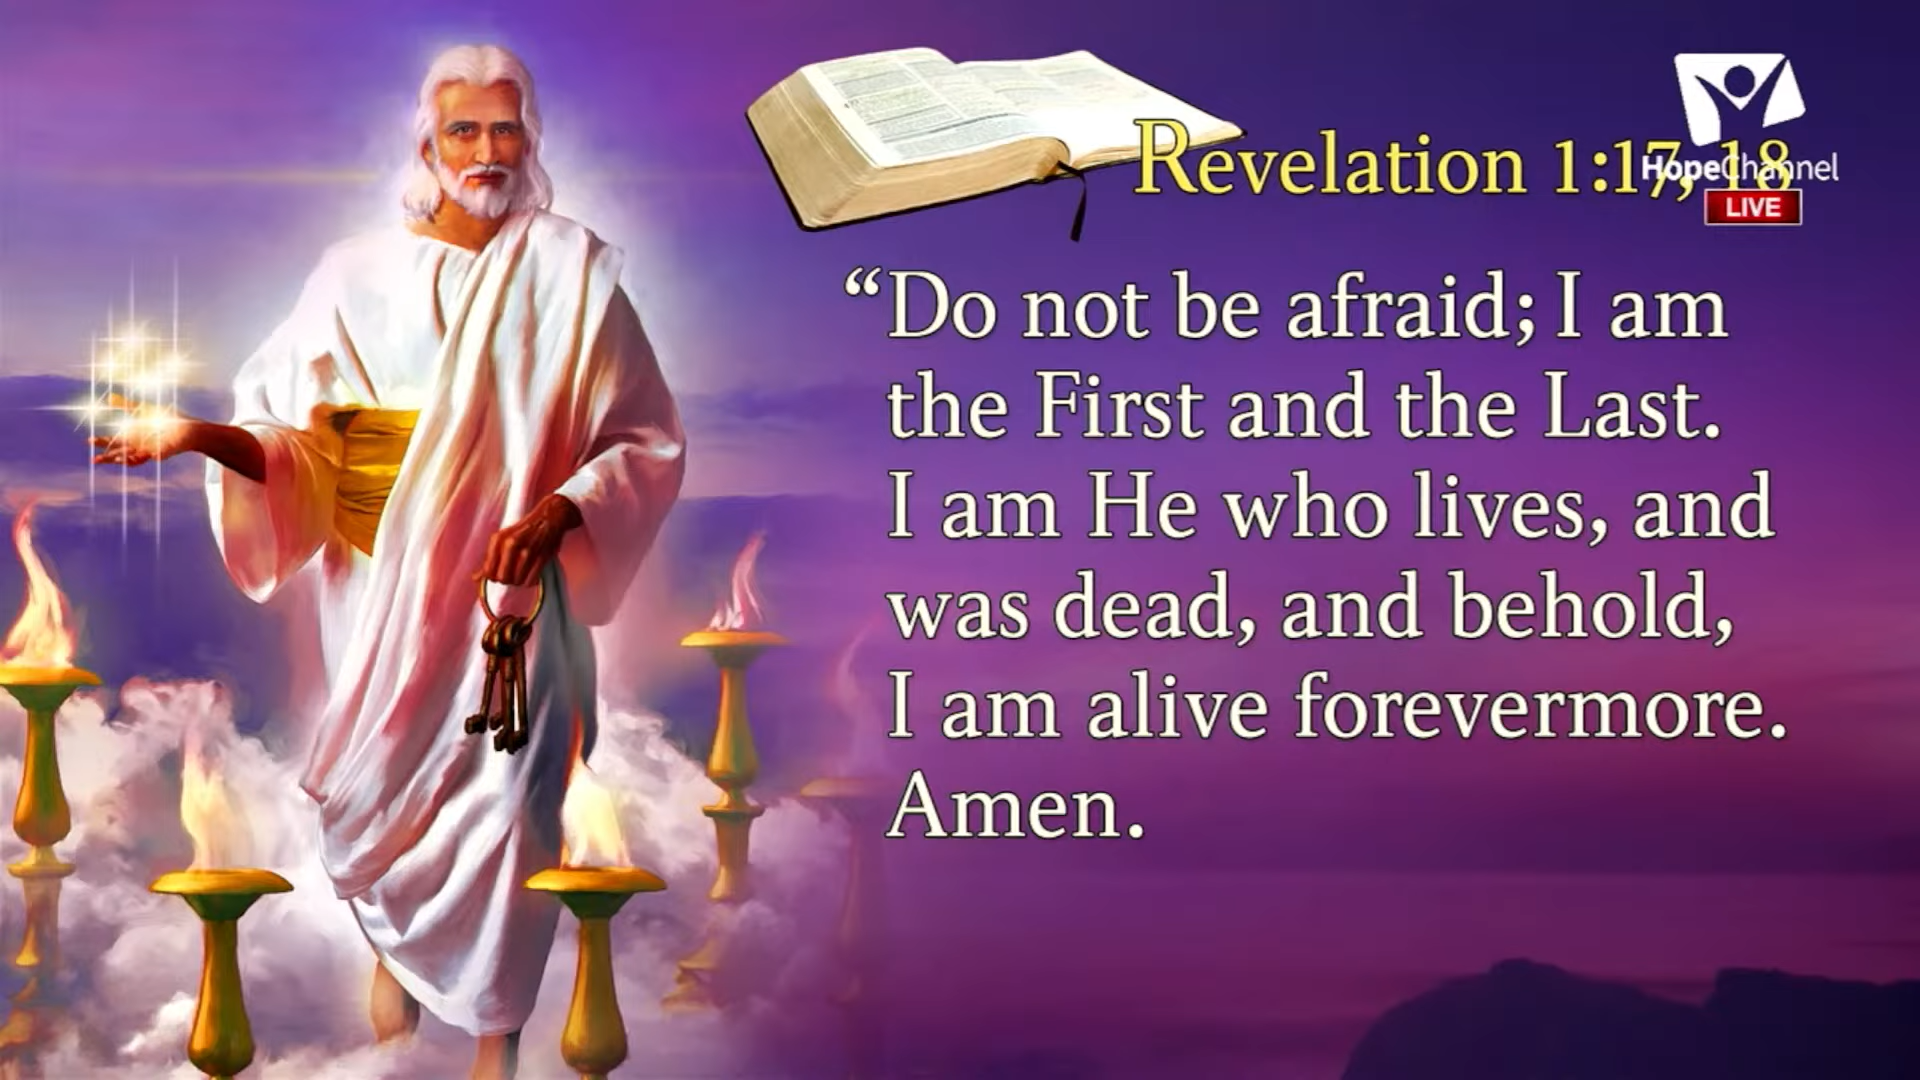 Revelation 1:17, 18
HopeChannel
LIVE
“Do not be afraid; I am
the First and the Last.
I am He who lives, and
was dead, and behold,
I am alive forevermore.
Amen.